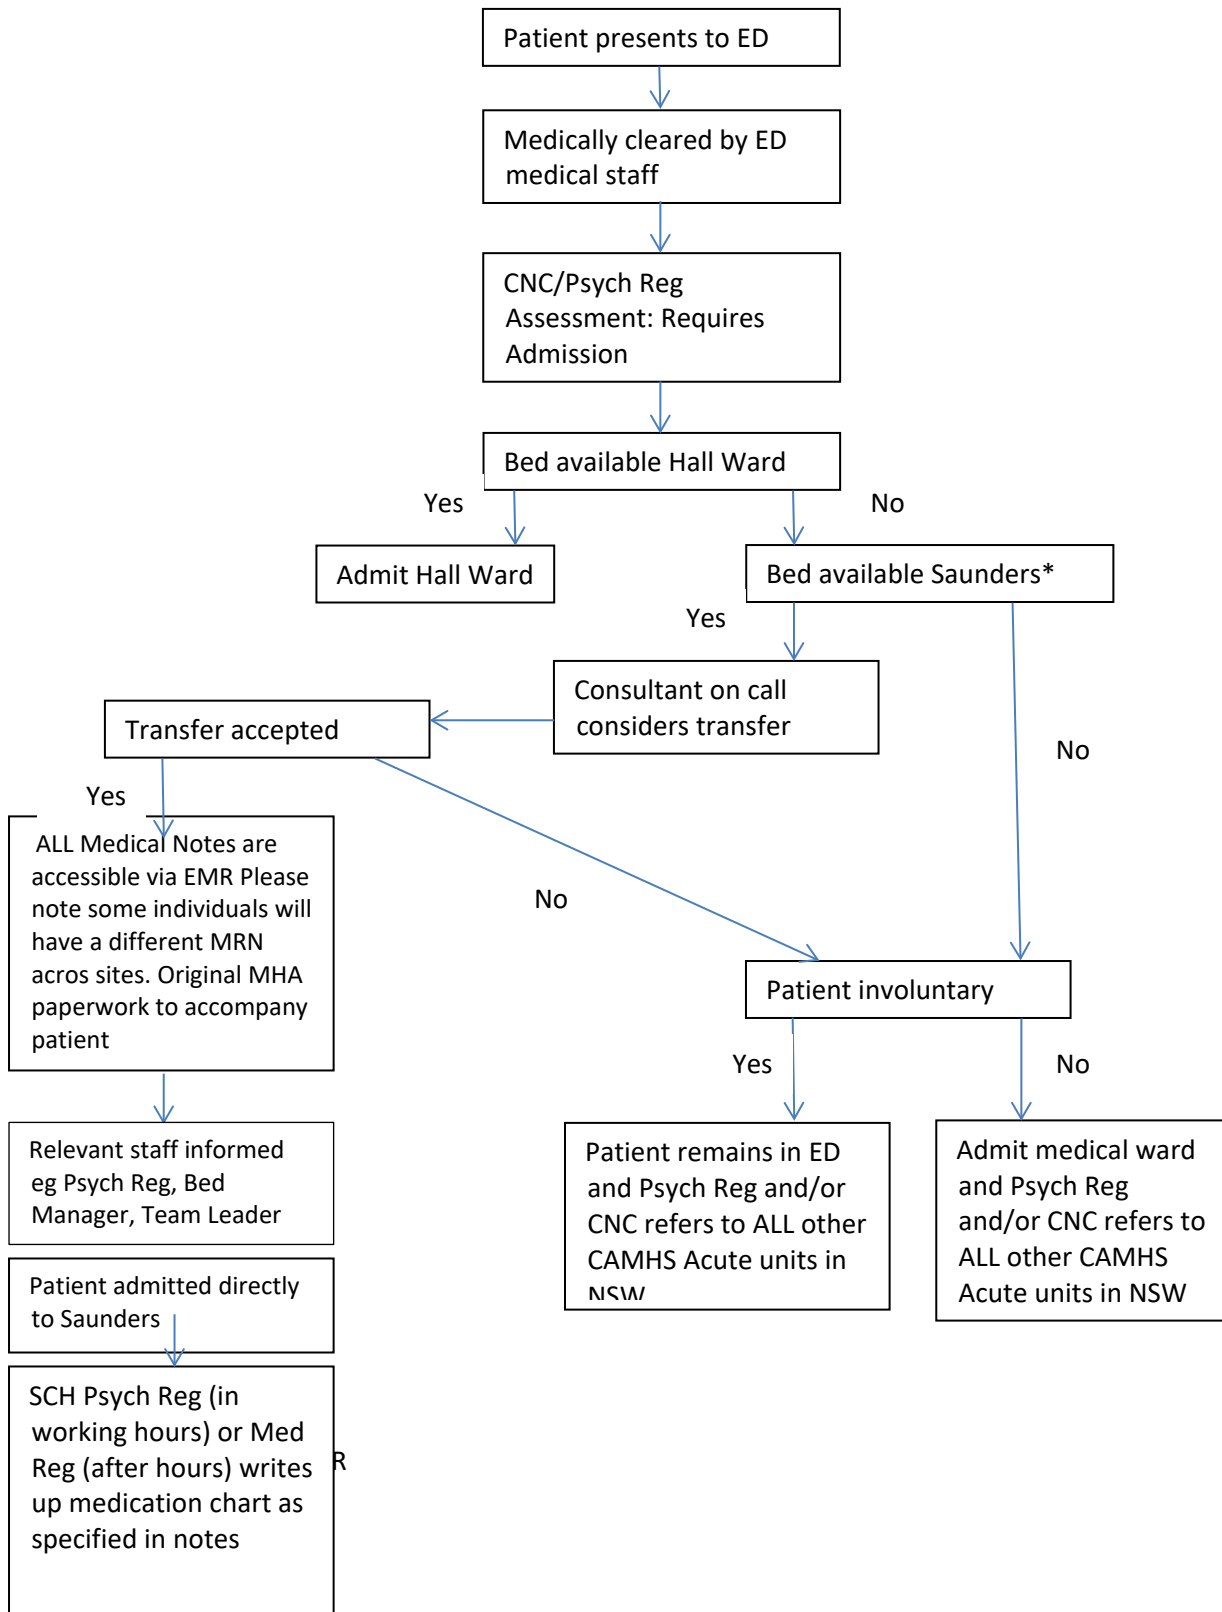 Patient presents to ED
Medically cleared by ED
medical staff
CNC/Psych Reg
Assessment: Requires
Admission
Bed available Hall Ward
Yes
No
Admit Hall Ward
Bed available Saunders*
Yes
Consultant on call
considers transfer
Transfer accepted
No
Yes
ALL Medical Notes are
accessible via EMR Please
note some individuals will
have a different MRN
acros sites. Original MHA
paperwork to accompany
patient
No
Patient involuntary
Yes
No
Relevant staff informed
eg Psych Reg, Bed
Manager, Team Leader
Patient remains in ED
and Psych Reg and/or
CNC refers to ALL other
CAMHS Acute units in
NSW
Admit medical ward
and Psych Reg
and/or CNC refers to
ALL other CAMHS
Acute units in NSW
Patient admitted directly
to Saunders
SCH Psych Reg (in
working hours) or Med
Reg (after hours) writes
R
up medication chart as
specified in notes